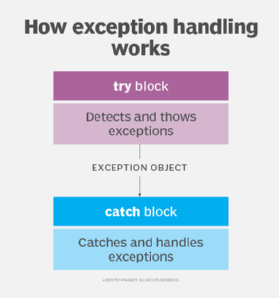 How exception handling
works
try block
Detects and thows
exceptions
EXCEPTION OBJECT
catch block
Catches and handles
exceptions